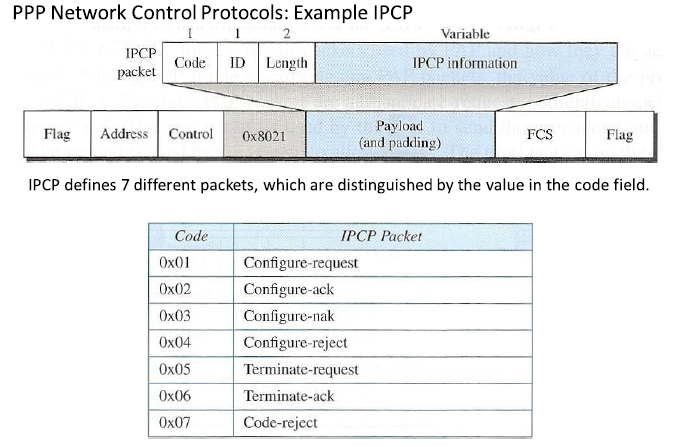 PPP Network Control Protocols: Example IPCP
1 1 2 Variable
IPCP packet Code ID Length IPCP information
Flag Address Control 0x8021 Payload (and padding) FCS Flag
IPCP defines 7 different packets, which are distinguished by the value in the code field.
Code IPCP Packet
0x01 Configure-request
0x02 Configure-ack
0x03 Configure-nak
0x04 Configure-reject
0x05 Terminate-request
0x06 Terminate-ack
0x07 Code-reject